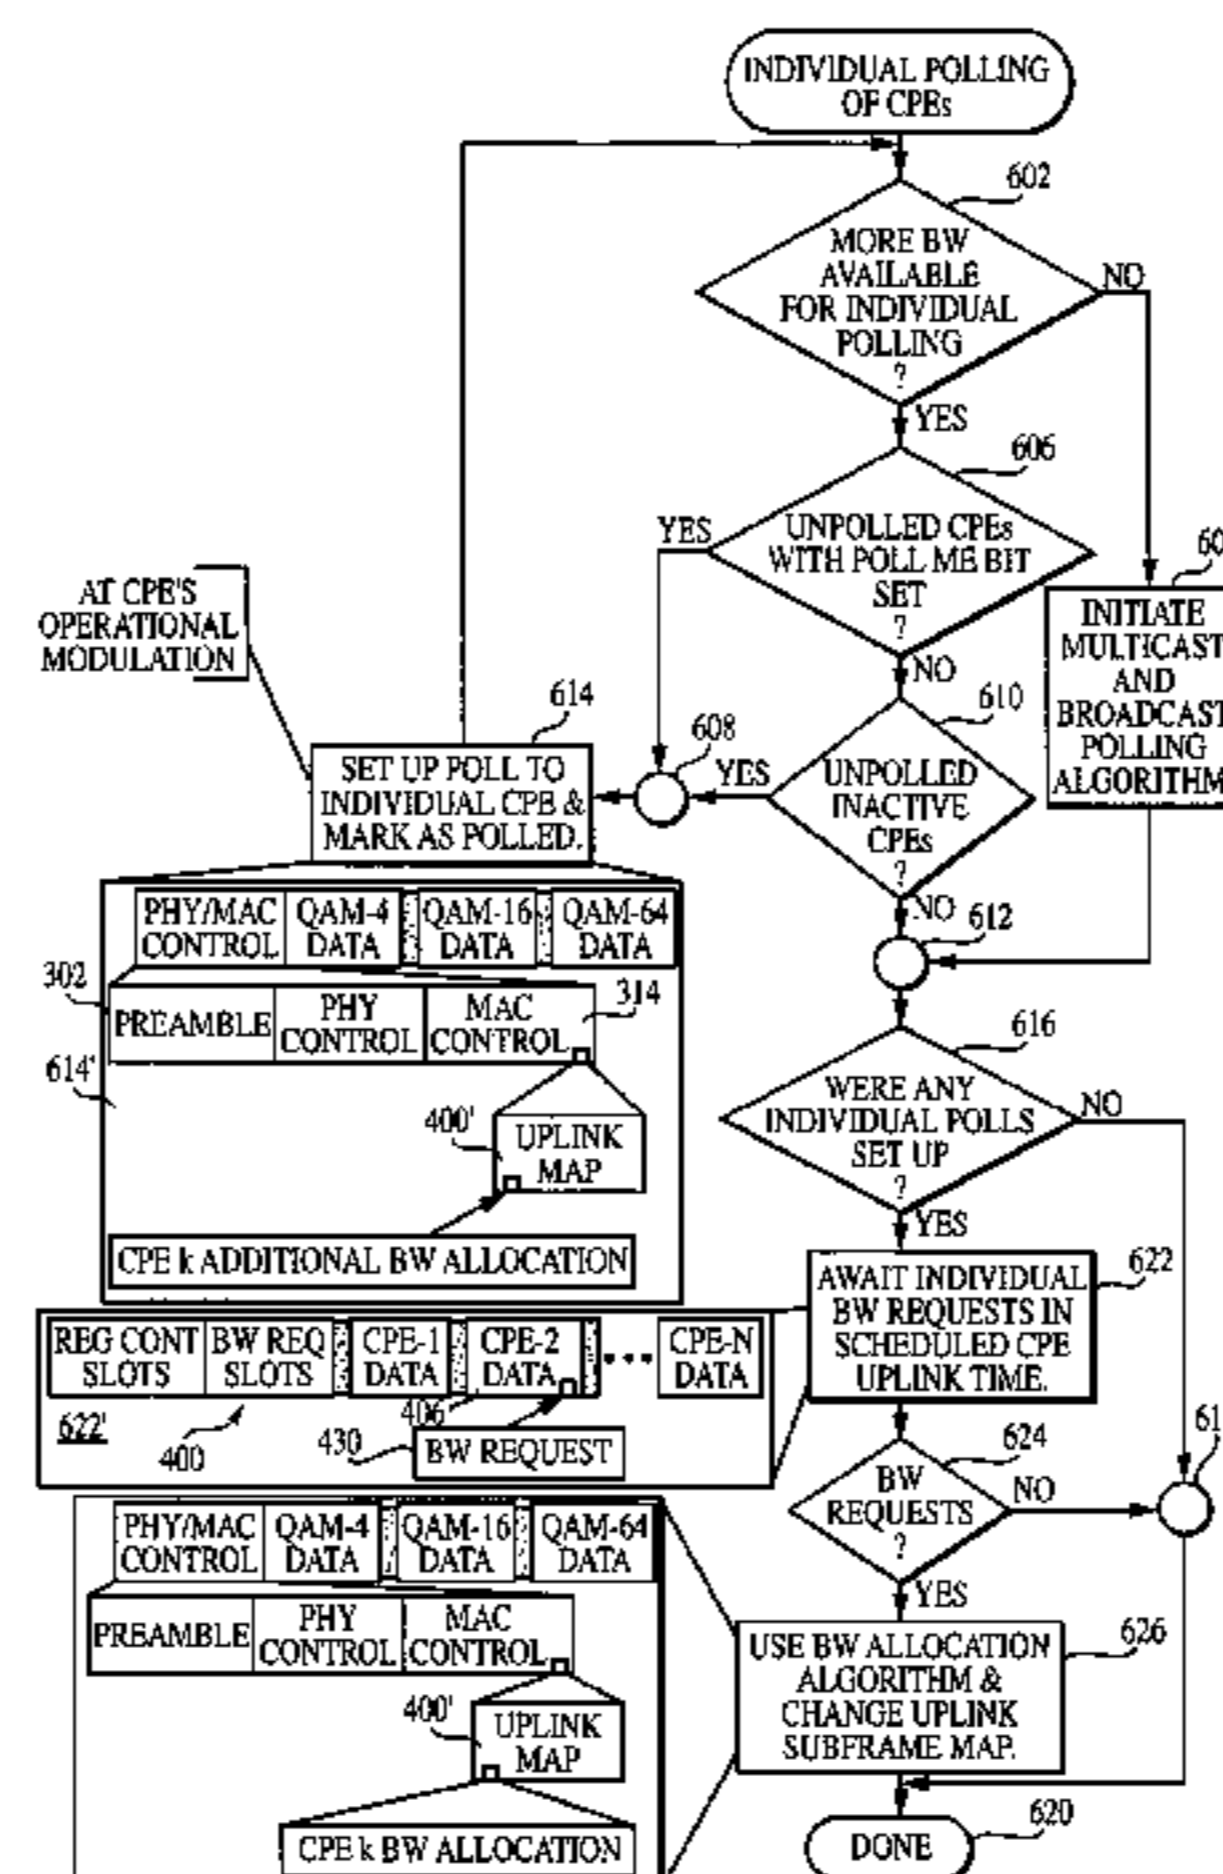 INDIVIDUAL POLLING
OF CPEs
602
MORE BW
AVAILABLE
FOR INDIVIDUAL
POLLING
?
NO
YES
606
UNPOLLED CPEs
WITH POLL ME BIT
SET
?
YES
NO
60
INITIATE
MULTICAST
AND
BROADCAST
POLLING
ALGORITHM
AT CPE'S
OPERATIONAL
MODULATION
614
SET UP POLL TO
INDIVIDUAL CPE &
MARK AS POLLED.
608
YES
610
UNPOLLED
INACTIVE
CPEs
?
NO
612
PHY/MAC
CONTROL
QAM-4
DATA
QAM-16
DATA
QAM-64
DATA
302
PREAMBLE
PHY
CONTROL
MAC
CONTROL
314
614'
400'
UPLINK
MAP
CPE k ADDITIONAL BW ALLOCATION
616
WERE ANY
INDIVIDUAL POLLS
SET UP
?
NO
YES
622
AWAIT INDIVIDUAL
BW REQUESTS IN
SCHEDULED CPE
UPLINK TIME.
REG CONT
SLOTS
BW REQ
SLOTS
CPE-1
DATA
CPE-2
DATA
•••
CPE-N
DATA
622'
400
406
430
BW REQUEST
624
BW
REQUESTS
?
NO
61
YES
PHY/MAC
CONTROL
QAM-4
DATA
QAM-16
DATA
QAM-64
DATA
PREAMBLE
PHY
CONTROL
MAC
CONTROL
400'
UPLINK
MAP
CPE k BW ALLOCATION
626
USE BW ALLOCATION
ALGORITHM &
CHANGE UPLINK
SUBFRAME MAP.
620
DONE